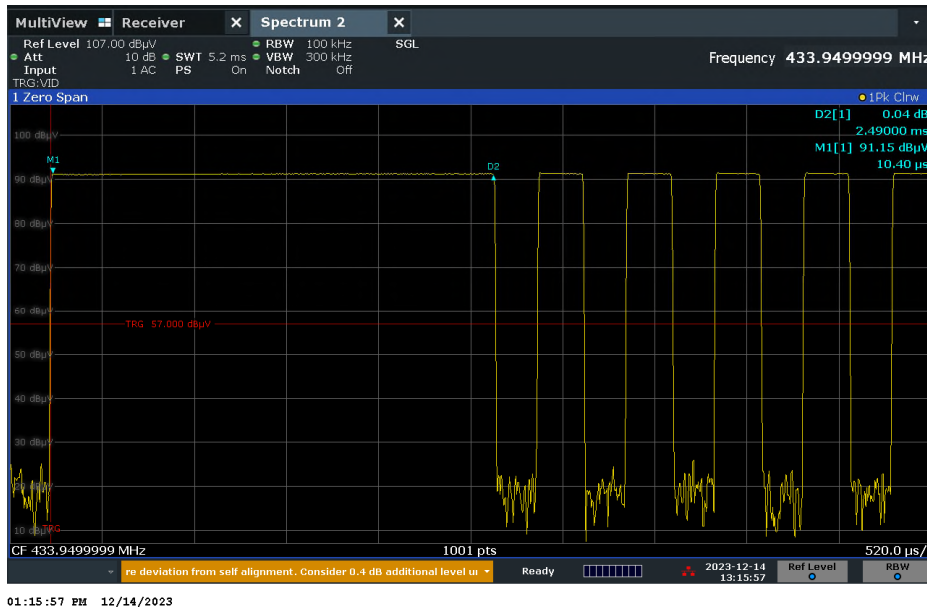 MultiView Receiver X Spectrum 2 X
Ref Level 107.00 dBµV RBW 100 kHz SGL
Att 10 dB SWT 5.2 ms VBW 300 kHz Frequency 433.9499999 MHz
Input 1 AC PS On Notch Off
TRG:VID
1 Zero Span 1Pk Clrw
D2[1] 0.04 dB
2.49000 ms
M1[1] 91.15 dBµV
10.40 µs
100 dBµV
M1
D2
90 dBµV
80 dBµV
70 dBµV
60 dBµV
TRG 57.000 dBµV
50 dBµV
40 dBµV
30 dBµV
20 dBµV
10 dBµV
TRG
CF 433.9499999 MHz 1001 pts 520.0 µs/
re deviation from self alignment. Consider 0.4 dB additional level u Ready 2023-12-14 Ref Level RBW
13:15:57
01:15:57 PM 12/14/2023